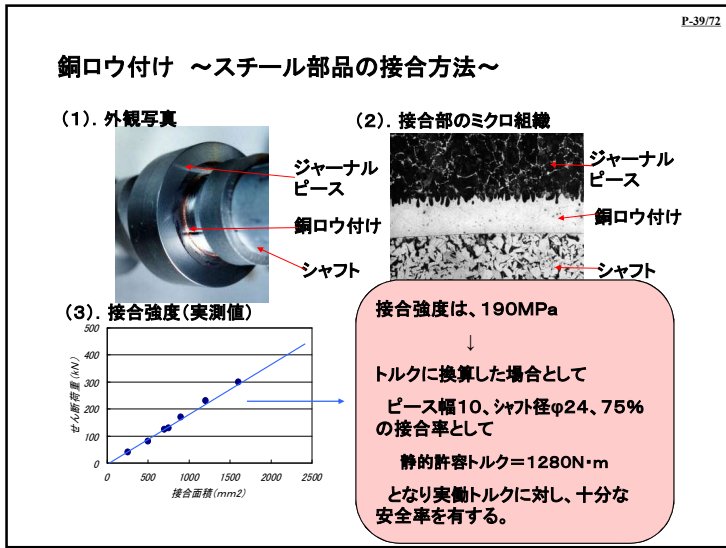 P-39/72
銅ロウ付け ～スチール部品の接合方法～
（1）．外観写真
ジャーナル
ピース
銅ロウ付け
シャフト
（2）．接合部のミクロ組織
ジャーナル
ピース
銅ロウ付け
シャフト
（3）．接合強度（実測値）
せん断荷重（kN）
500
400
300
200
100
0
0 500 1000 1500 2000 2500
接合面積（mm2）
接合強度は、190MPa
↓
トルクに換算した場合として
ピース幅10、シャフト径φ24、75%
の接合率として
静的許容トルク＝1280N・m
となり実働トルクに対し、十分な
安全率を有する。